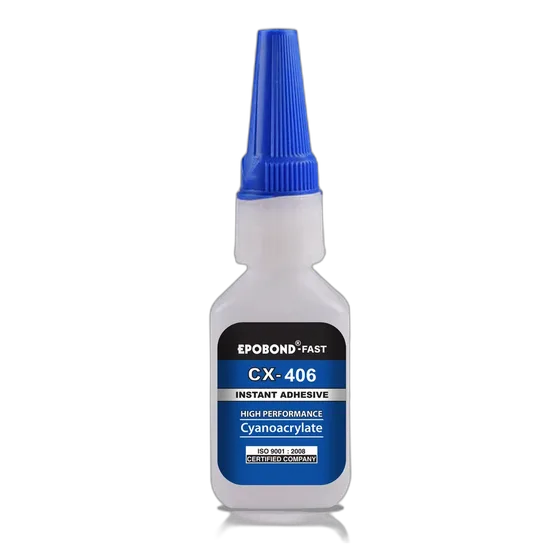 EPOBOND®-FAST
CX-406
INSTANT ADHESIVE
HIGH PERFORMANCE
Cyanoacrylate
ISO 9001 : 2008
CERTIFIED COMPANY